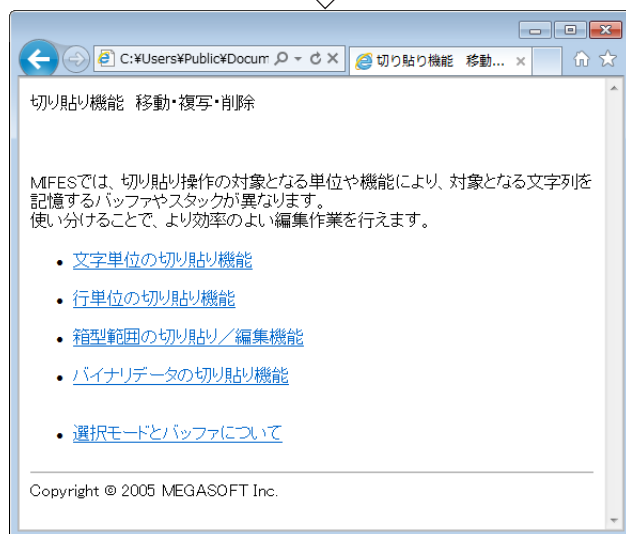 C:¥Users¥Public¥Docum
切り貼り機能 移動...
切り貼り機能 移動・複写・削除
MIFESでは、切り貼り操作の対象となる単位や機能により、対象となる文字列を
記憶するバッファやスタックが異なります。
使い分けることで、より効率のよい編集作業を行えます。
文字単位の切り貼り機能
行単位の切り貼り機能
箱型範囲の切り貼り／編集機能
バイナリデータの切り貼り機能
選択モードとバッファについて
Copyright © 2005 MEGASOFT Inc.